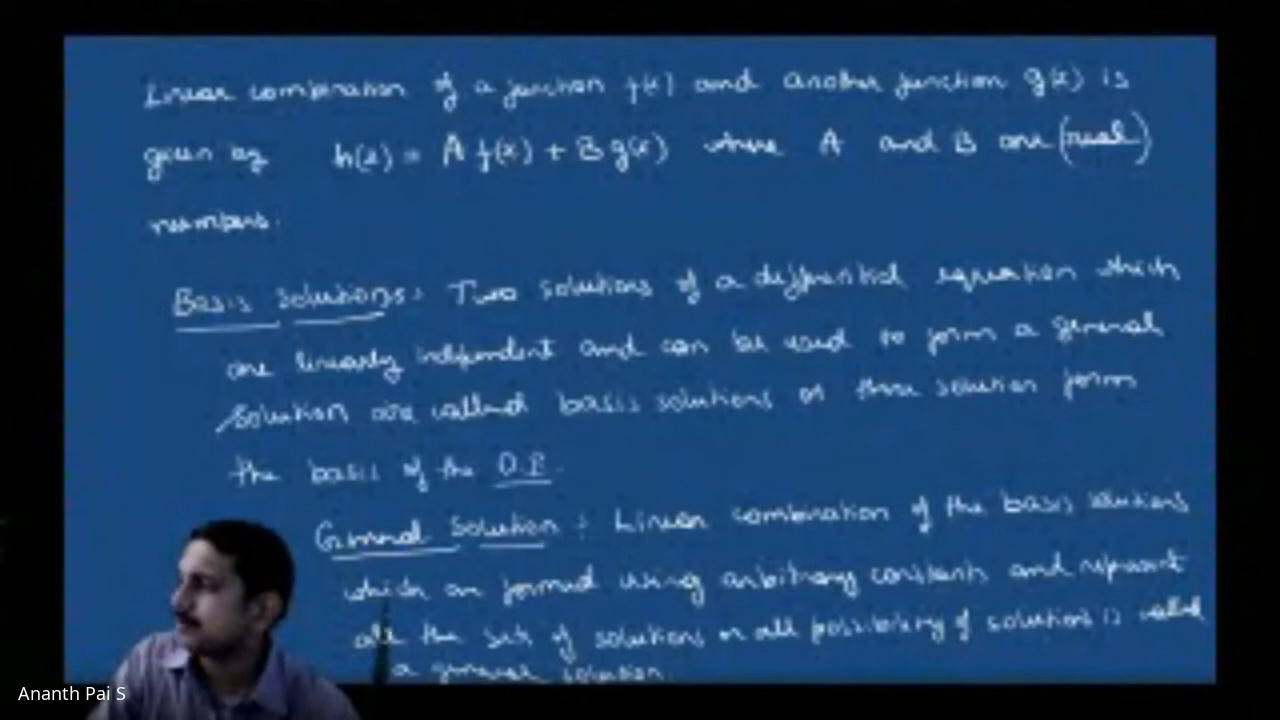 Linear combination of a function f(x) and another function g(x) is
given by h(x) = A f(x) + B g(x) where A and B are (real)
numbers.
Basis solutions: Two solutions of a differential equation which
are linearly independent and can be used to form a general
solution are called basis solutions or these solution forms
the basis of the D.E.
General Solution : Linear combination of the basis solutions
which are formed using arbitrary constants and represent
all the sets of solutions or all possibility of solutions is called
a general solution.
Ananth Pai S